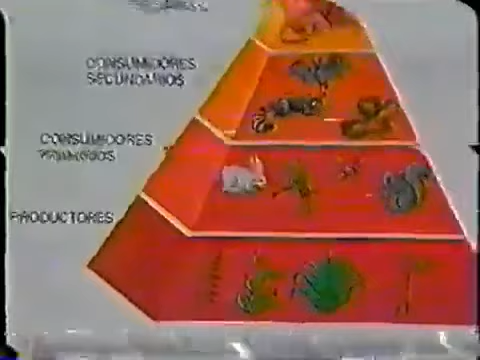 CONSUMIDORES
SECUNDARIOS
CONSUMIDORES
PRIMARIOS
PRODUCTORES